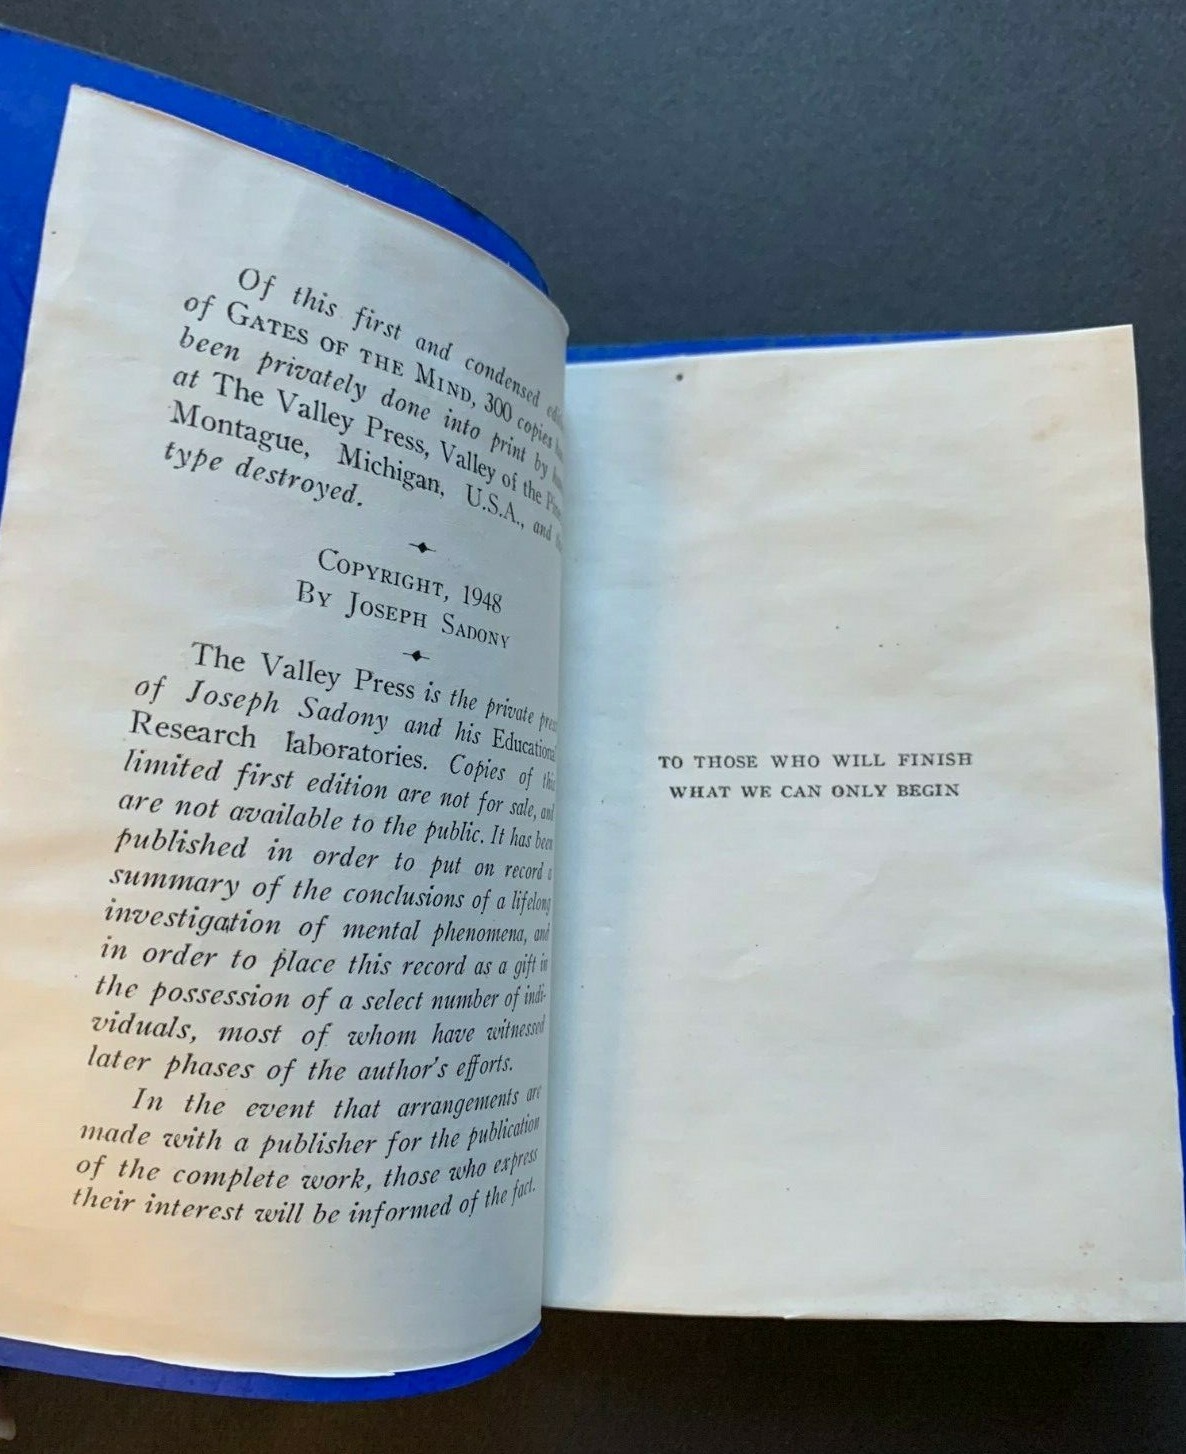 Of this first and condensed
of GATES OF THE MIND, 300 copies
been privately done into print by
at The Valley Press, Valley of the
Montague, Michigan, U.S.A., and
type destroyed.
COPYRIGHT, 1948
BY JOSEPH SADONY
The Valley Press is the private
of Joseph Sadony and his Educational
Research laboratories. Copies of this
limited first edition are not for sale, and
are not available to the public. It has been
published in order to put on record a
summary of the conclusions of a lifelong
investigation of mental phenomena, and
in order to place this record as a gift in
the possession of a select number of indi-
viduals, most of whom have witnessed
later phases of the author's efforts.
In the event that arrangements are
made with a publisher for the publication
of the complete work, those who express
their interest will be informed of the fact.
TO THOSE WHO WILL FINISH
WHAT WE CAN ONLY BEGIN